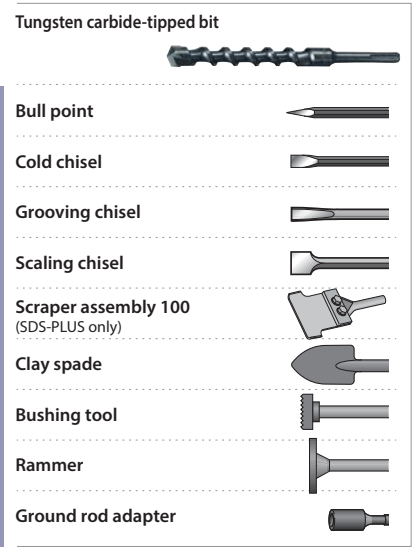 Tungsten carbide-tipped bit
Bull point
Cold chisel
Grooving chisel
Scaling chisel
Scraper assembly 100
(SDS-PLUS only)
Clay spade
Bushing tool
Rammer
Ground rod adapter